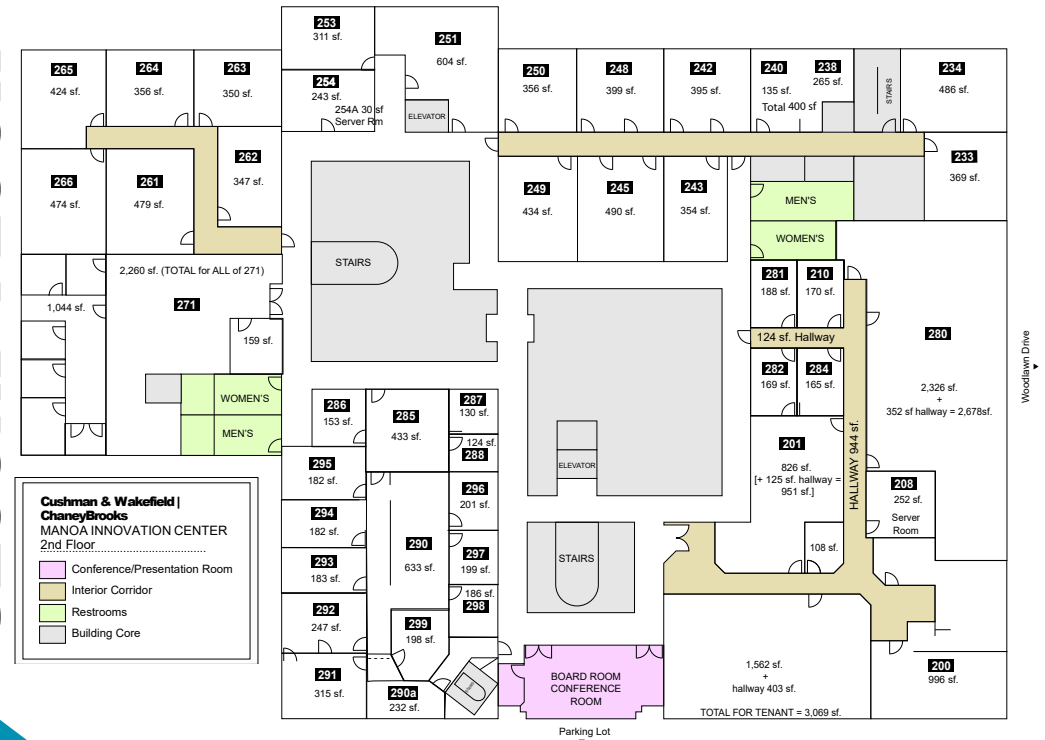 253
311 sf.
251
604 sf.
265
424 sf.
264
356 sf.
263
350 sf.
254
243 sf.
254A 30 sf
Server Rm
ELEVATOR
250
356 sf.
248
399 sf.
242
395 sf.
240
135 sf.
238
265 sf.
Total 400 sf
STAIRS
234
486 sf.
262
347 sf.
266
474 sf.
261
479 sf.
249
434 sf.
245
490 sf.
243
354 sf.
233
369 sf.
MEN'S
WOMEN'S
STAIRS
2,260 sf. (TOTAL for ALL of 271)
271
1,044 sf.
159 sf.
281
188 sf.
210
170 sf.
124 sf. Hallway
282
169 sf.
284
165 sf.
280
2,326 sf.
+
352 sf hallway = 2,678sf.
Woodlawn Drive
WOMEN'S
MEN'S
286
153 sf.
285
433 sf.
287
130 sf.
124 sf.
288
295
182 sf.
296
201 sf.
294
182 sf.
290
633 sf.
297
199 sf.
293
183 sf.
186 sf.
298
292
247 sf.
299
198 sf.
291
315 sf.
290a
232 sf.
ELEVATOR
STAIRS
201
826 sf.
[+ 125 sf. hallway =
951 sf.]
HALLWAY 944 sf.
208
252 sf.
Server
Room
108 sf.
BOARD ROOM
CONFERENCE
ROOM
1,562 sf.
+
hallway 403 sf.
TOTAL FOR TENANT = 3,069 sf.
200
996 sf.
Parking Lot
Cushman & Wakefield |
ChaneyBrooks
MANOA INNOVATION CENTER
2nd Floor
Conference/Presentation Room
Interior Corridor
Restrooms
Building Core